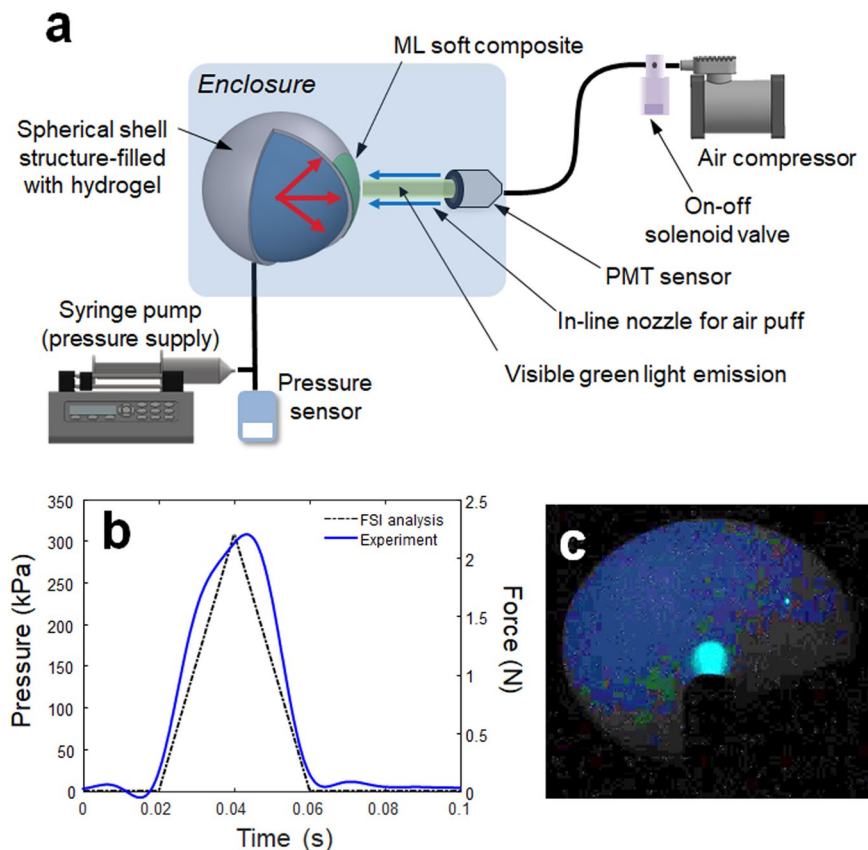 a
ML soft composite
Enclosure
Spherical shell
structure-filled
with hydrogel
Air compressor
On-off
solenoid valve
PMT sensor
In-line nozzle for air puff
Visible green light emission
Syringe pump
(pressure supply)
Pressure
sensor
b
FSI analysis
Experiment
Pressure (kPa)
350
300
250
200
150
100
50
0
Force (N)
2.5
2
1.5
1
0.5
0
0
0.02
0.04
0.06
0.08
0.1
Time (s)
c